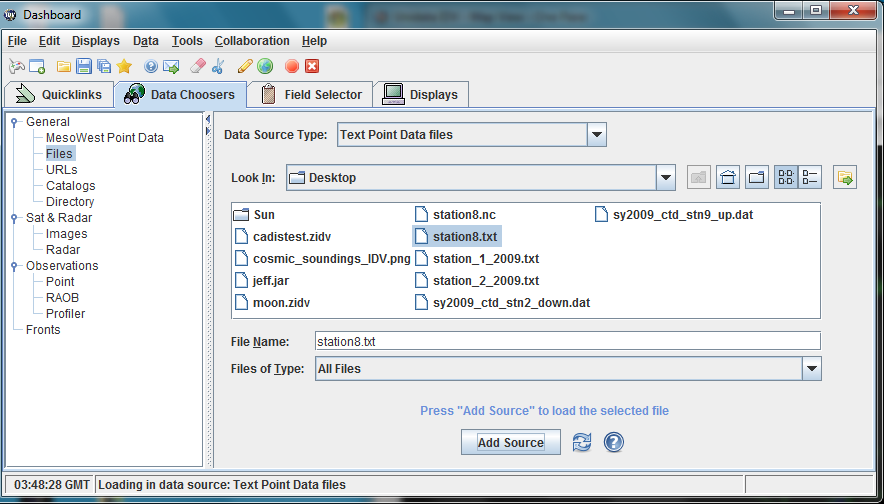 Dashboard
File Edit Displays Data Tools Collaboration Help
Quicklinks Data Choosers Field Selector Displays
General
MesoWest Point Data
Files
URLs
Catalogs
Directory
Sat & Radar
Images
Radar
Observations
Point
RAOB
Profiler
Fronts
Data Source Type: Text Point Data files
Look In: Desktop
Sun
cadistest.zidv
cosmic_soundings_IDV.png
jeff.jar
moon.zidv
station8.nc
station8.txt
station_1_2009.txt
station_2_2009.txt
sy2009_ctd_stn2_down.dat
sy2009_ctd_stn9_up.dat
File Name: station8.txt
Files of Type: All Files
Press "Add Source" to load the selected file
Add Source
03:48:28 GMT Loading in data source: Text Point Data files